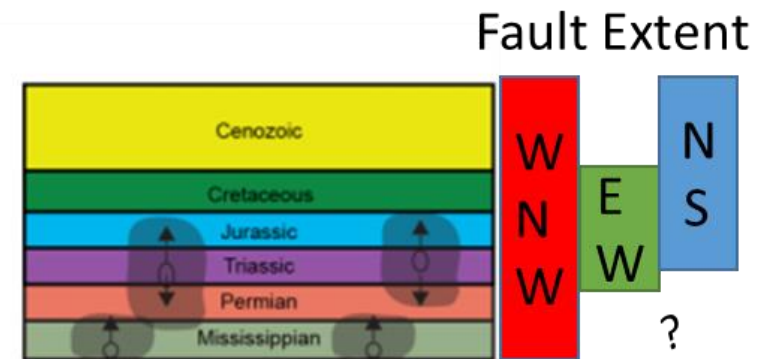 Fault Extent
Cenozoic
Cretaceous
Jurassic
Triassic
Permian
Mississippian
W
N
W
E
W
N
S
?